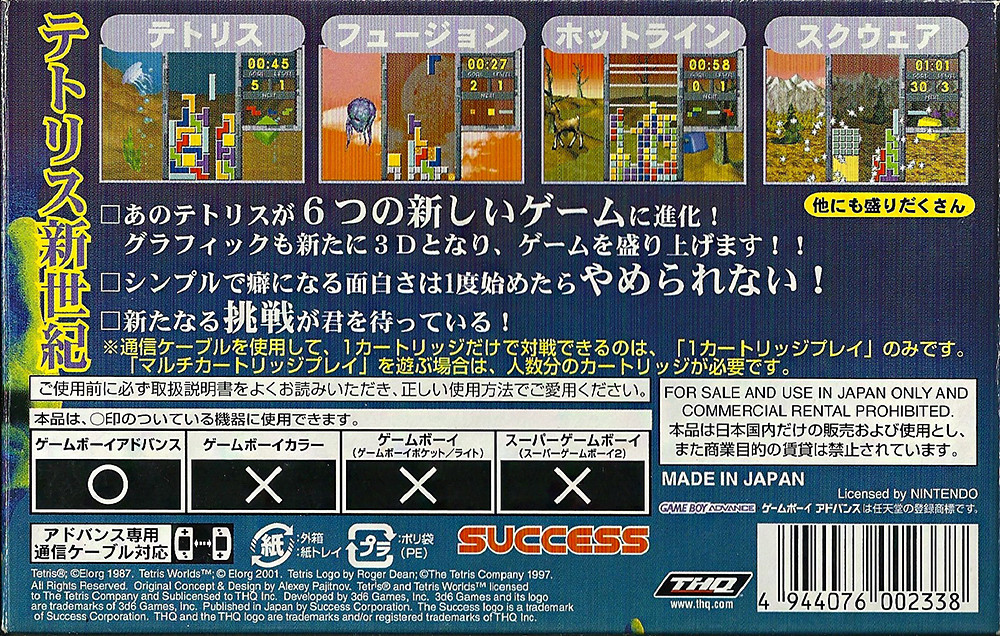 テトリス新世紀
テトリス
フュージョン
ホットライン
スクウェア
00:45
GOAL LEVEL
5 1
NEXT
00:27
GOAL LEVEL
2 1
NEXT
00:58
GOAL LEVEL
0 1
NEXT
01:01
GOAL LEVEL
30 3
NEXT
他にも盛りだくさん
□あのテトリスが6つの新しいゲームに進化!
グラフィックも新たに3Dとなり、ゲームを盛り上げます!!
□シンプルで癖になる面白さは1度始めたらやめられない!
□新たなる挑戦が君を待っている!
※通信ケーブルを使用して、1カートリッジだけで対戦できるのは、「1カートリッジプレイ」のみです。
「マルチカートリッジプレイ」を遊ぶ場合は、人数分のカートリッジが必要です。
ご使用前に必ず取扱説明書をよくお読みいただき、正しい使用方法でご愛用ください。
本品は、○印のついている機器に使用できます。
ゲームボーイアドバンス
○
ゲームボーイカラー
×
ゲームボーイ
(ゲームボーイポケット/ライト)
×
スーパーゲームボーイ
(スーパーゲームボーイ2)
×
FOR SALE AND USE IN JAPAN ONLY AND
COMMERCIAL RENTAL PROHIBITED.
本品は日本国内だけの販売および使用とし、
また商業目的の賃貸は禁止されています。
MADE IN JAPAN
Licensed by NINTENDO
GAME BOY ADVANCE ゲームボーイ アドバンスは任天堂の登録商標です。
アドバンス専用
通信ケーブル対応
紙
:外箱
:紙トレイ
プラ
:ポリ袋
(PE)
SUCCESS
Tetris®; ©Elorg 1987. Tetris Worlds™; © Elorg 2001. Tetris Logo by Roger Dean; ©The Tetris Company 1997.
All Rights Reserved. Original Concept & Design by Alexey Pajitnov. Tetris® and Tetris Worlds™ licensed
to The Tetris Company and Sublicensed to THQ Inc. Developed by 3d6 Games, Inc. 3d6 Games and its logo
are trademarks of 3d6 Games, Inc. Published in Japan by Success Corporation. The Success logo is a trademark
of Success Corporation. THQ and the THQ logo are trademarks and/or registered trademarks of THQ Inc.
THQ
www.thq.com
4 944076 002338